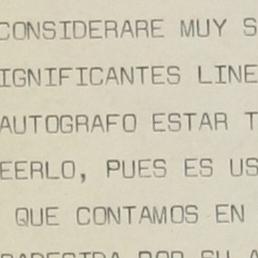 CONSIDERARE MUY S
IGNIFICANTES LINE
AUTOGRAFO ESTAR T
EERLO, PUES ES US
QUE CONTAMOS EN